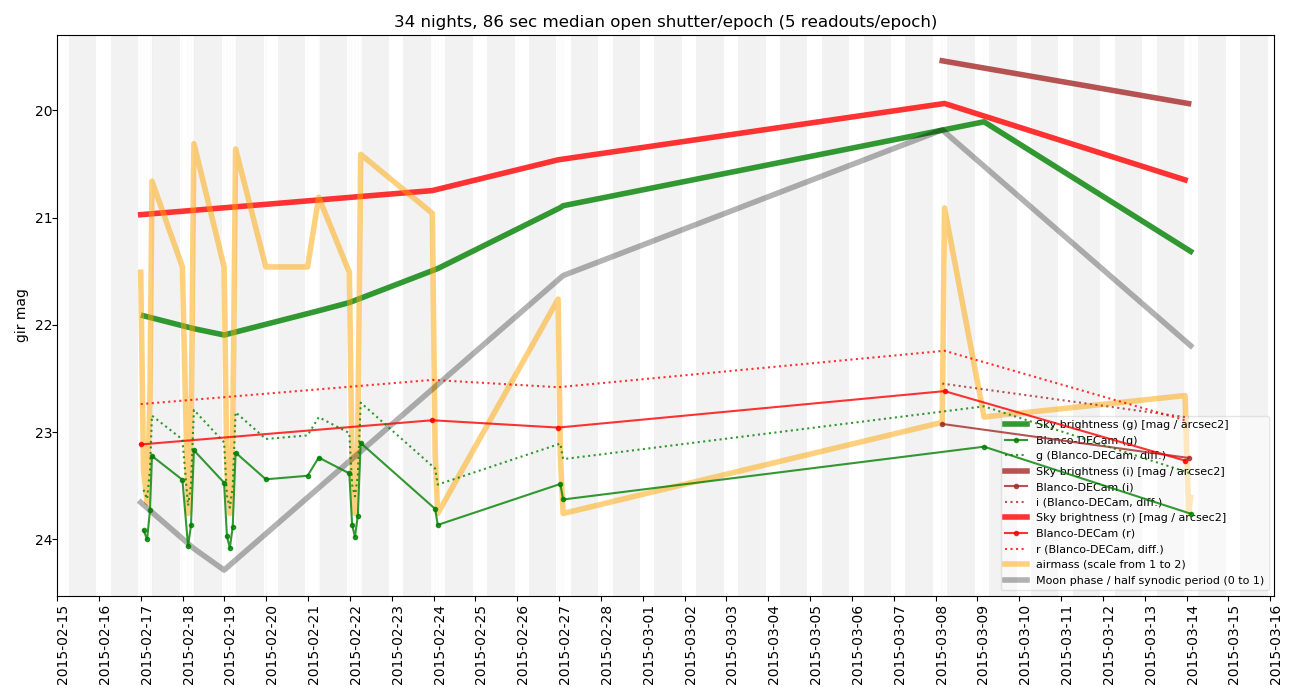 34 nights, 86 sec median open shutter/epoch (5 readouts/epoch)
gir mag
20
21
22
23
24
Sky brightness (g) [mag / arcsec2]
Blanco-DECam (g)
g (Blanco-DECam, diff.)
Sky brightness (i) [mag / arcsec2]
Blanco-DECam (i)
i (Blanco-DECam, diff.)
Sky brightness (r) [mag / arcsec2]
Blanco-DECam (r)
r (Blanco-DECam, diff.)
airmass (scale from 1 to 2)
Moon phase / half synodic period (0 to 1)
2015-02-15
2015-02-16
2015-02-17
2015-02-18
2015-02-19
2015-02-20
2015-02-21
2015-02-22
2015-02-23
2015-02-24
2015-02-25
2015-02-26
2015-02-27
2015-02-28
2015-03-01
2015-03-02
2015-03-03
2015-03-04
2015-03-05
2015-03-06
2015-03-07
2015-03-08
2015-03-09
2015-03-10
2015-03-11
2015-03-12
2015-03-13
2015-03-14
2015-03-15
2015-03-16